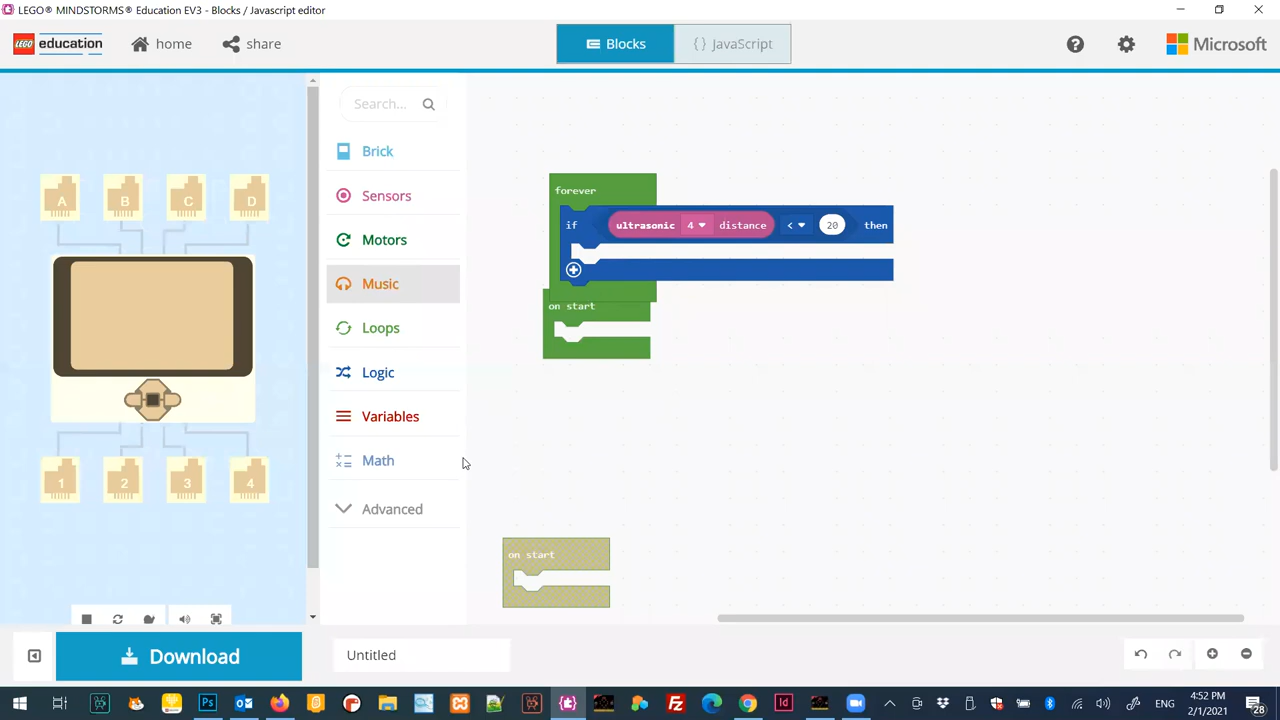 LEGO® MINDSTORMS® Education EV3 - Blocks / Javascript editor
LEGO education
home
share
Blocks
{ } JavaScript
Microsoft
Search...
Brick
Sensors
Motors
Music
Loops
Logic
Variables
Math
Advanced
A B C D
1 2 3 4
forever
if ultrasonic 4 distance < 20 then
on start
on start
Download
Untitled
4:52 PM
ENG
2/1/2021
28